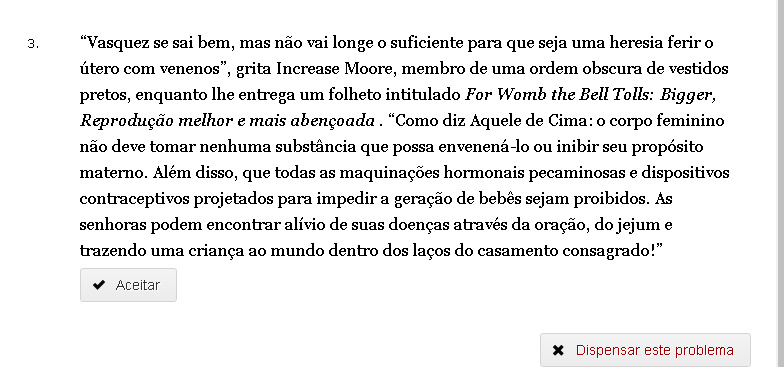 3. “Vasquez se sai bem, mas não vai longe o suficiente para que seja uma heresia ferir o
útero com venenos”, grita Increase Moore, membro de uma ordem obscura de vestidos
pretos, enquanto lhe entrega um folheto intitulado For Womb the Bell Tolls: Bigger,
Reprodução melhor e mais abençoada . “Como diz Aquele de Cima: o corpo feminino
não deve tomar nenhuma substância que possa envenená-lo ou inibir seu propósito
materno. Além disso, que todas as maquinações hormonais pecaminosas e dispositivos
contraceptivos projetados para impedir a geração de bebês sejam proibidos. As
senhoras podem encontrar alívio de suas doenças através da oração, do jejum e
trazendo uma criança ao mundo dentro dos laços do casamento consagrado!”
Aceitar
Dispensar este problema